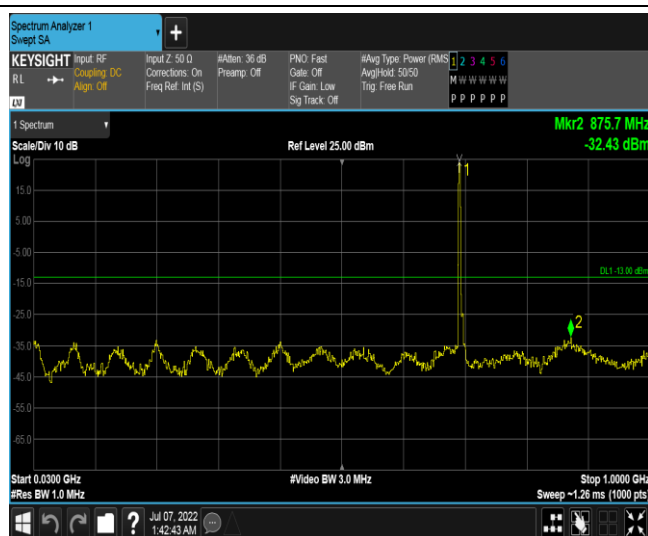 Spectrum Analyzer 1
Swept SA
+
KEYSIGHT
RL
LXI
Input: RF
Coupling: DC
Align: Off
Input Z: 50 Ω
Corrections: On
Freq Ref: Int (S)
#Atten: 36 dB
Preamp: Off
PNO: Fast
Gate: Off
IF Gain: Low
Sig Track: Off
#Avg Type: Power (RMS
Avg|Hold: 50/50
Trig: Free Run
1 2 3 4 5 6
M W W W W W
P P P P P P
1 Spectrum
Mkr2 875.7 MHz
-32.43 dBm
Scale/Div 10 dB
Ref Level 25.00 dBm
Log
1
15.0
5.00
-5.00
DL1 -13.00 dBm
-15.0
-25.0
2
-35.0
-45.0
-55.0
-65.0
Start 0.0300 GHz
#Video BW 3.0 MHz
Stop 1.0000 GHz
#Res BW 1.0 MHz
Sweep ~1.26 ms (1000 pts)
?
Jul 07, 2022
1:42:43 AM